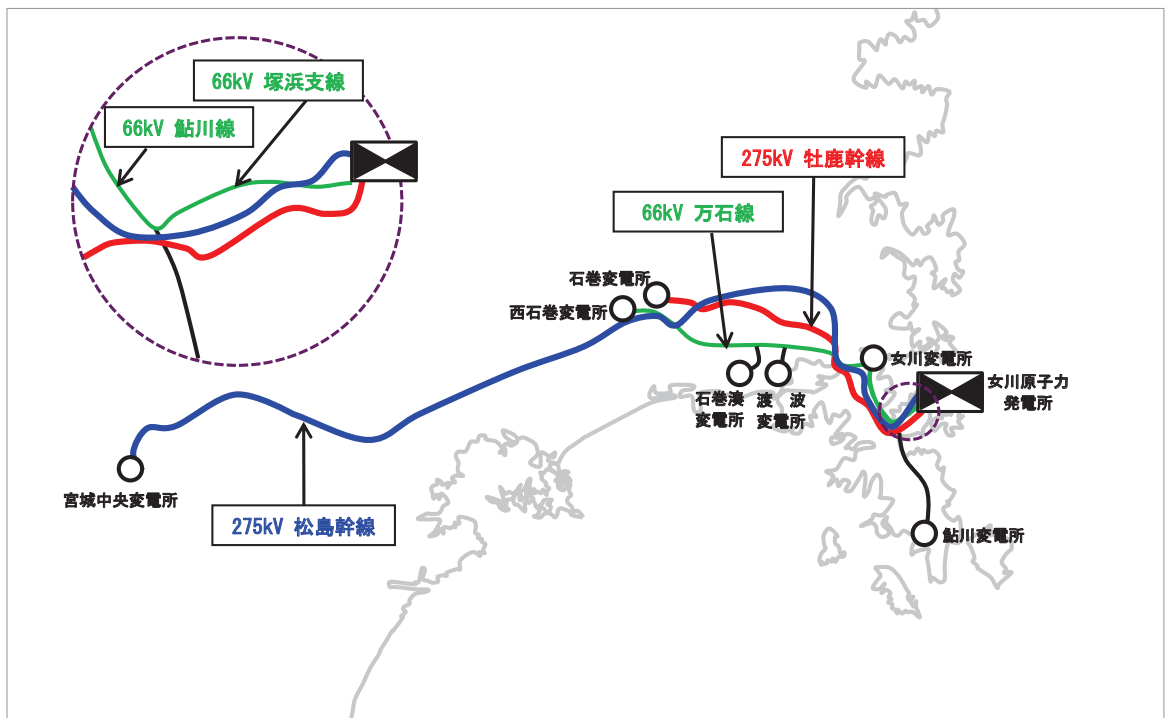 66kV 塚浜支線
66kV 鮎川線
275kV 牡鹿幹線
66kV 万石線
石巻変電所
西石巻変電所
女川変電所
女川原子力
発電所
石巻湊
変電所
渡 波
変電所
宮城中央変電所
275kV 松島幹線
鮎川変電所